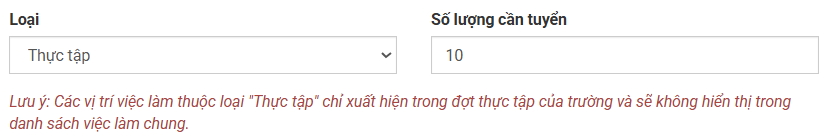 Loại
Số lượng cần tuyển
Thực tập
10
Lưu ý: Các vị trí việc làm thuộc loại "Thực tập" chỉ xuất hiện trong đợt thực tập của trường và sẽ không hiển thị trong
danh sách việc làm chung.